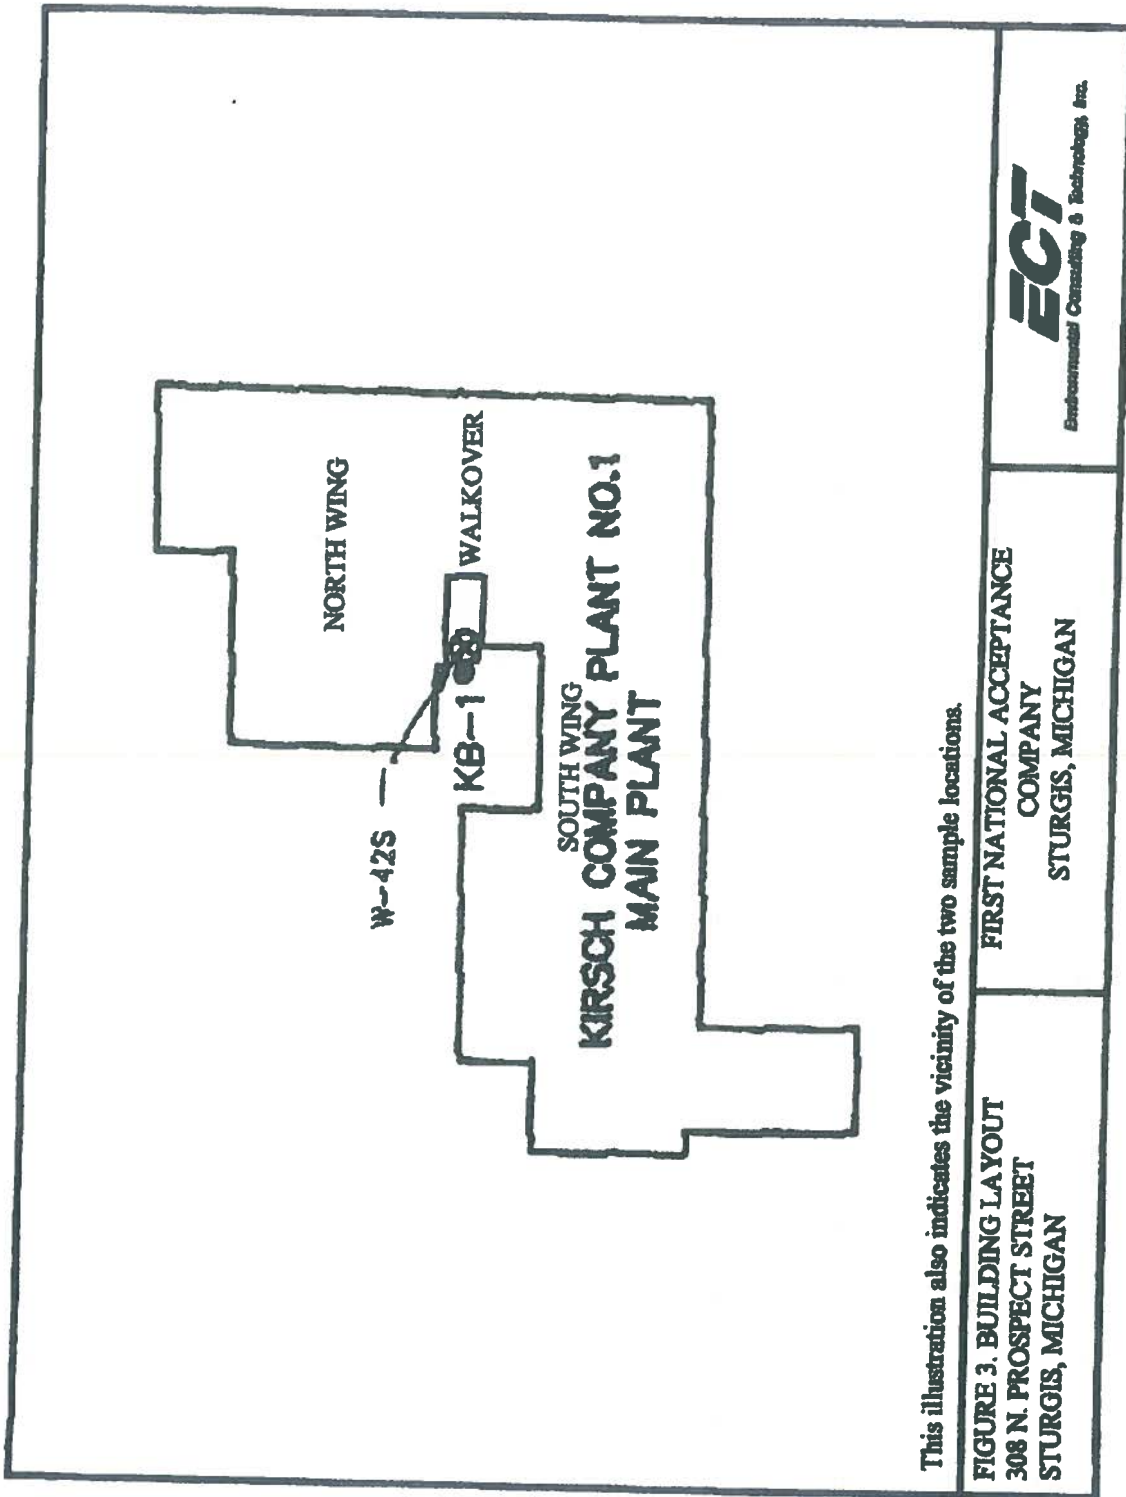 NORTH WING
WALKOVER
W-42S
KB-1
SOUTH WING
KIRSCH COMPANY PLANT NO.1
MAIN PLANT
This illustration also indicates the vicinity of the two sample locations.
FIGURE 3. BUILDING LAYOUT
308 N. PROSPECT STREET
STURGIS, MICHIGAN
FIRST NATIONAL ACCEPTANCE
COMPANY
STURGIS, MICHIGAN
ECT
Environmental Consulting & Technology, Inc.